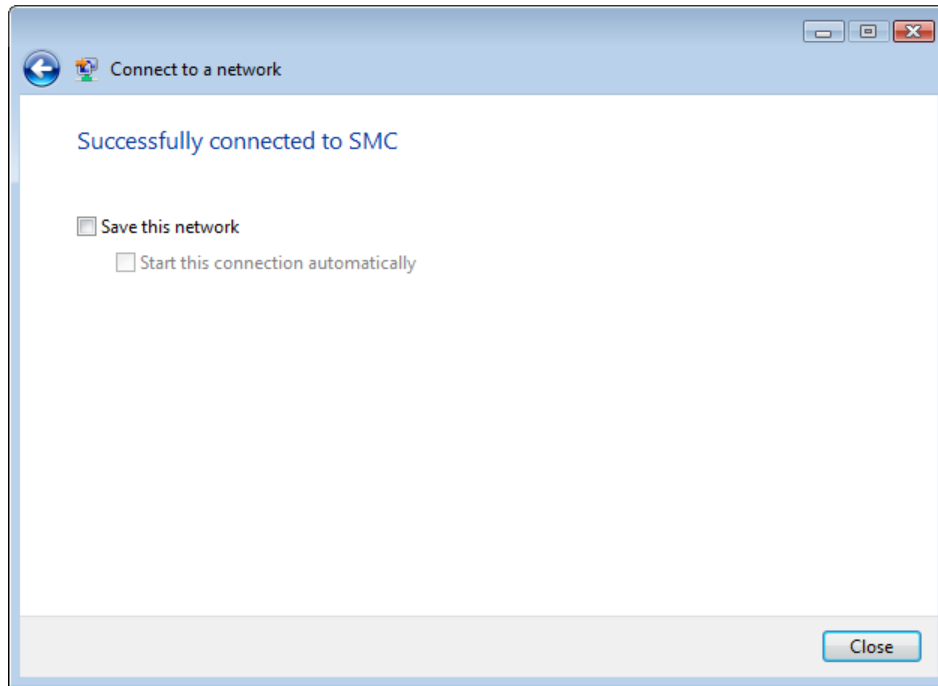 Connect to a network
Successfully connected to SMC
Save this network
Start this connection automatically
Close